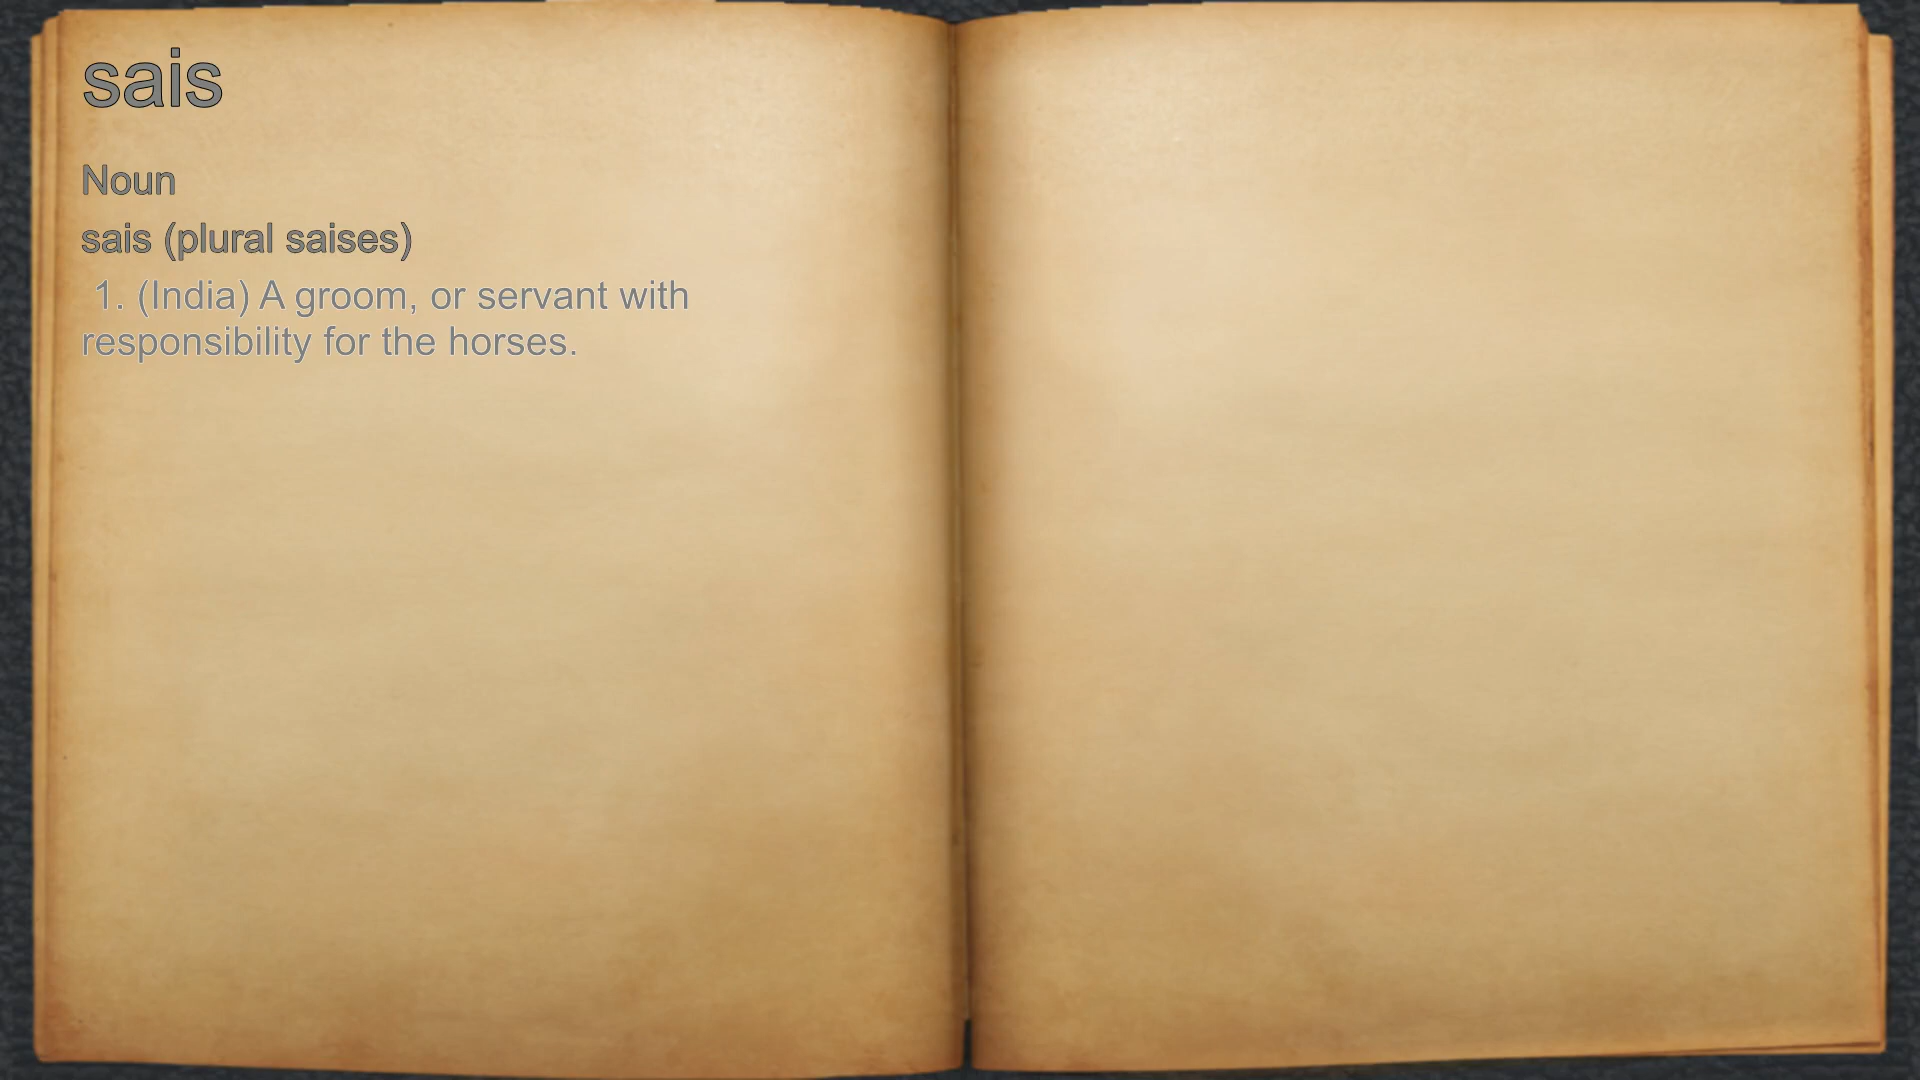 sais
Noun
sais (plural saises)
1. (India) A groom, or servant with
responsibility for the horses.